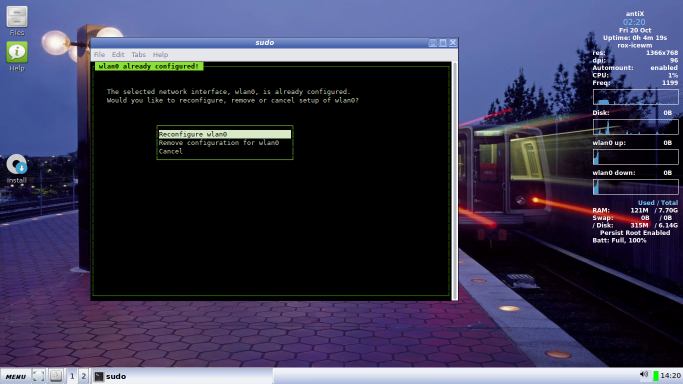 Files
Help
Install
sudo
File Edit Tabs Help
wlan0 already configured!
The selected network interface, wlan0, is already configured.
Would you like to reconfigure, remove or cancel setup of wlan0?
Reconfigure wlan0
Remove configuration for wlan0
Cancel
antiX
02:20
Fri 20 Oct
Uptime: 0h 4m 19s
rox-icewm
res: 1366x768
dpi: 96
Automount: enabled
CPU: 1%
Freq: 1199
Disk: 0B
wlan0 up: 0B
wlan0 down: 0B
Used / Total
RAM: 121M / 7.70G
Swap: 0B / 0B
/ Disk: 315M / 6.14G
Persist Root Enabled
Batt: Full, 100%
MENU 1 2 sudo 14:20